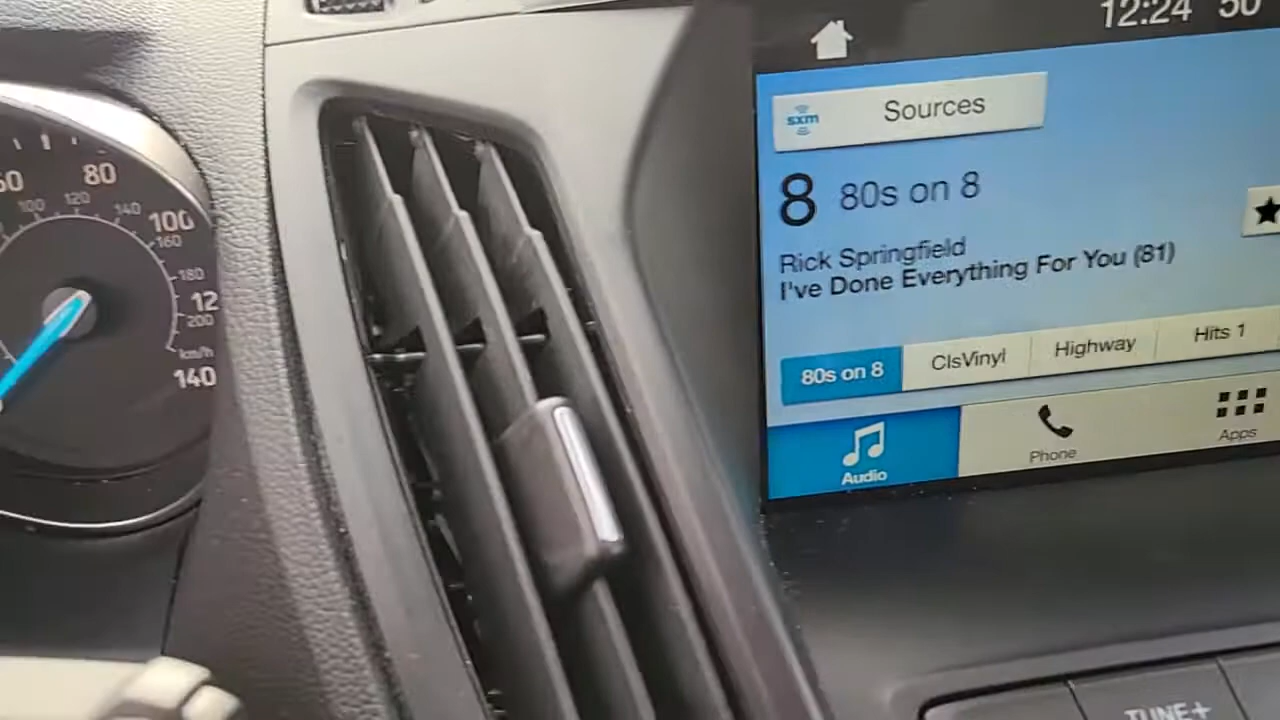 12:24
sxm
Sources
8 80s on 8
Rick Springfield
I've Done Everything For You (81)
80s on 8 ClsVinyl Highway Hits 1
Audio
Phone
Apps
TUNE+
80
100
12
140
100
120
140
160
180
200
km/h